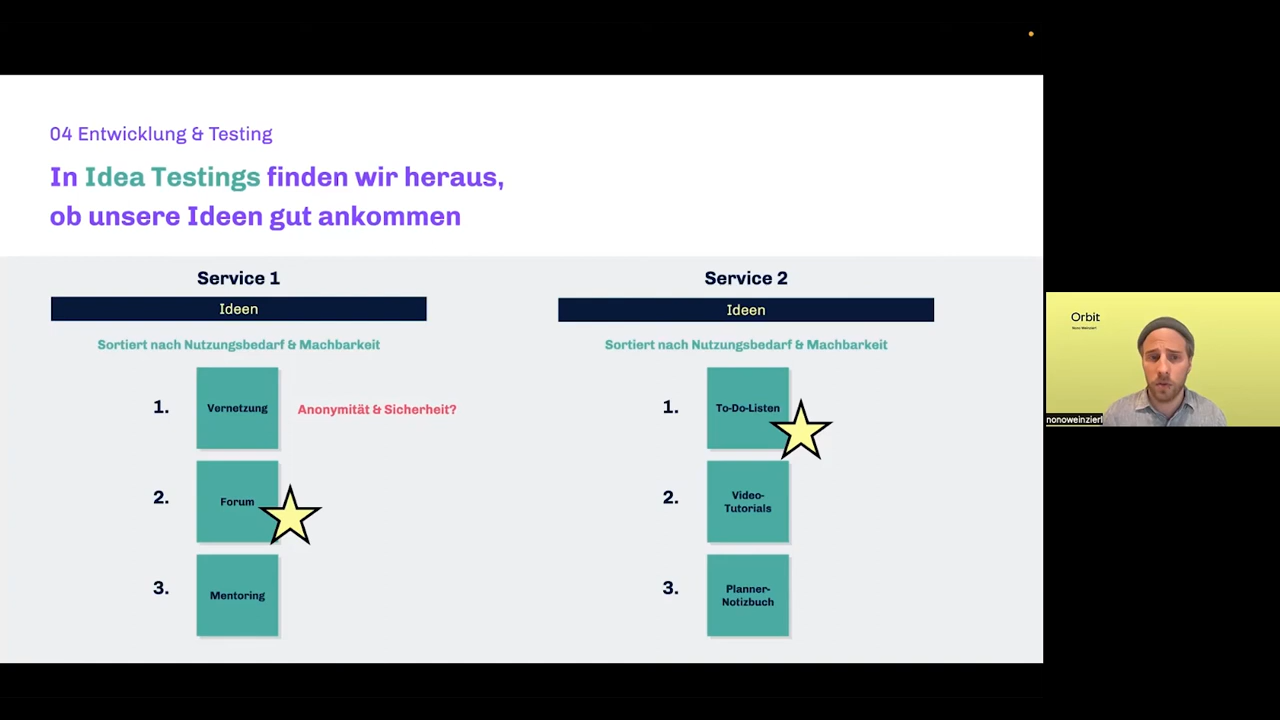 04 Entwicklung & Testing
In Idea Testings finden wir heraus,
ob unsere Ideen gut ankommen
Service 1
Ideen
Sortiert nach Nutzungsbedarf & Machbarkeit
1.
Vernetzung
Anonymität & Sicherheit?
2.
Forum
3.
Mentoring
Service 2
Ideen
Sortiert nach Nutzungsbedarf & Machbarkeit
1.
To-Do-Listen
2.
Video-
Tutorials
3.
Planner-
Notizbuch
Orbit
nonoweinzierl